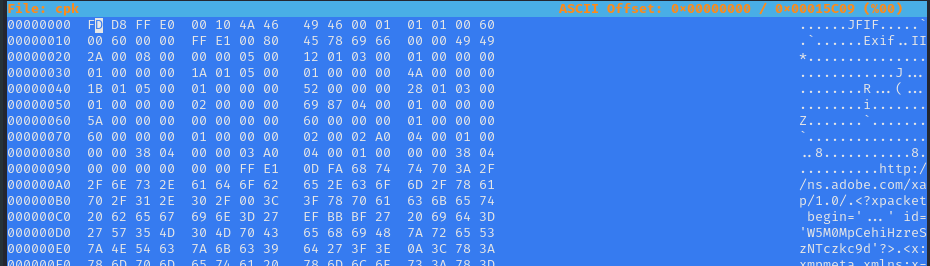 File: cpk ASCII Offset: 0x00000000 / 0x00015C09 (%00)
00000000 FD D8 FF E0 00 10 4A 46 49 46 00 01 01 01 00 60 ......JFIF.....`
00000010 00 60 00 00 FF E1 00 80 45 78 69 66 00 00 49 49 .`......Exif..II
00000020 2A 00 08 00 00 00 05 00 12 01 03 00 01 00 00 00 *...............
00000030 01 00 00 00 1A 01 05 00 01 00 00 00 4A 00 00 00 ............J...
00000040 1B 01 05 00 01 00 00 00 52 00 00 00 28 01 03 00 ........R...(...
00000050 01 00 00 00 02 00 00 00 69 87 04 00 01 00 00 00 ........i.......
00000060 5A 00 00 00 00 00 00 00 60 00 00 00 01 00 00 00 Z.......`.......
00000070 60 00 00 00 01 00 00 00 02 00 02 A0 04 00 01 00 `...............
00000080 00 00 38 04 00 00 03 A0 04 00 01 00 00 00 38 04 ..8...........8.
00000090 00 00 00 00 00 00 FF E1 0D FA 68 74 74 70 3A 2F ..........http:/
000000A0 2F 6E 73 2E 61 64 6F 62 65 2E 63 6F 6D 2F 78 61 /ns.adobe.com/xa
000000B0 70 2F 31 2E 30 2F 00 3C 3F 78 70 61 63 6B 65 74 p/1.0/.<?xpacket
000000C0 20 62 65 67 69 6E 3D 27 EF BB BF 27 20 69 64 3D begin='...' id=
000000D0 27 57 35 4D 30 4D 70 43 65 68 69 48 7A 72 65 53 'W5M0MpCehiHzreS
000000E0 7A 4E 54 63 7A 6B 63 39 64 27 3F 3E 0A 3C 78 3A zNTczkc9d'?>.<x:
000000F0 78 6D 70 6D 65 74 61 20 78 6D 6C 6E 73 3A 78 3D xmpmeta xmlns:x=